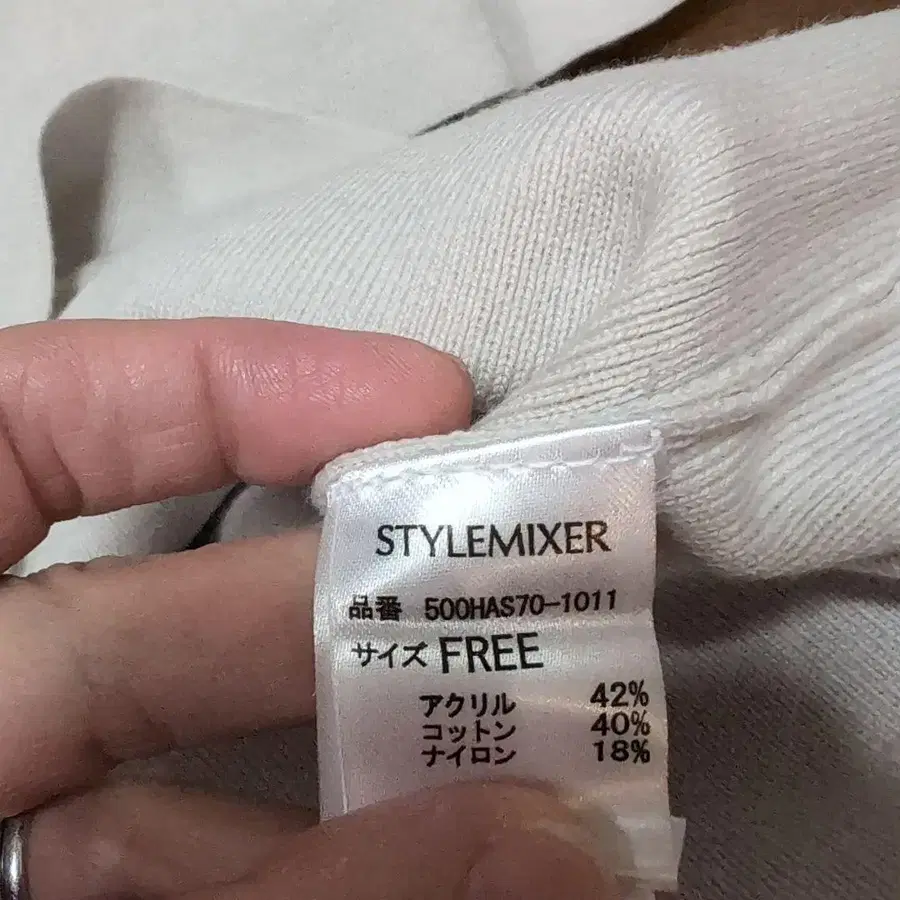 STYLEMIXER
品番 500HAS70-1011
サイズ FREE
アクリル 42%
コットン 40%
ナイロン 18%